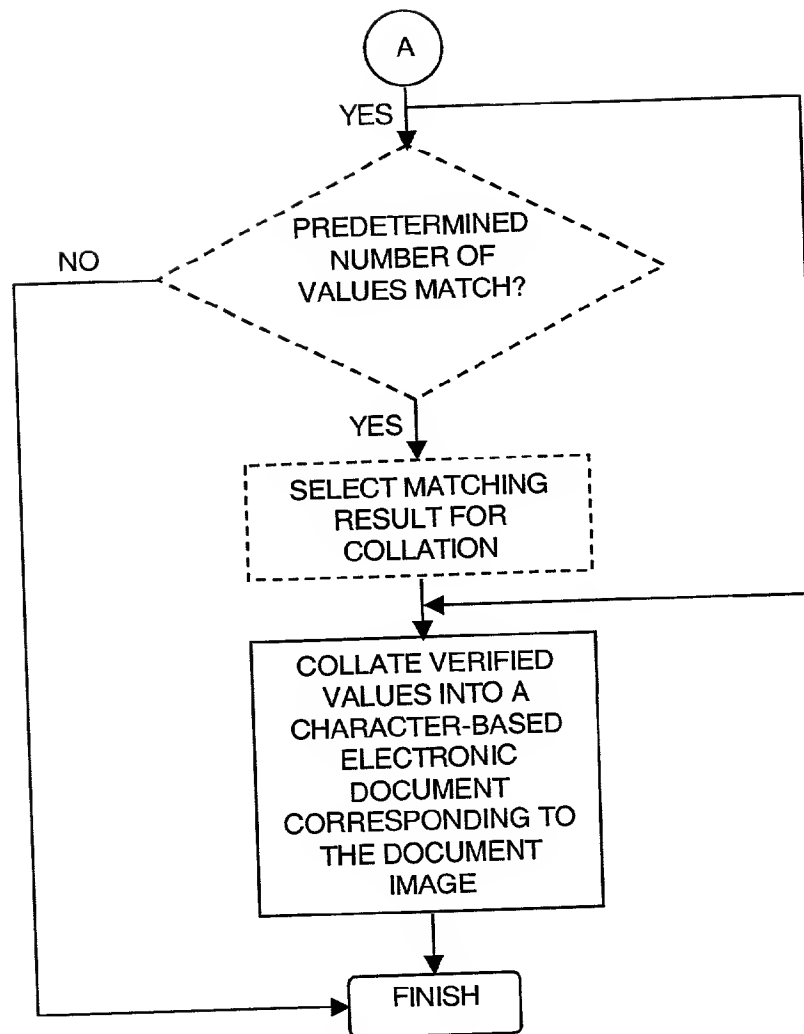 A
YES
PREDETERMINED
NUMBER OF
VALUES MATCH?
NO
YES
SELECT MATCHING
RESULT FOR
COLLATION
COLLATE VERIFIED
VALUES INTO A
CHARACTER-BASED
ELECTRONIC
DOCUMENT
CORRESPONDING TO
THE DOCUMENT
IMAGE
FINISH